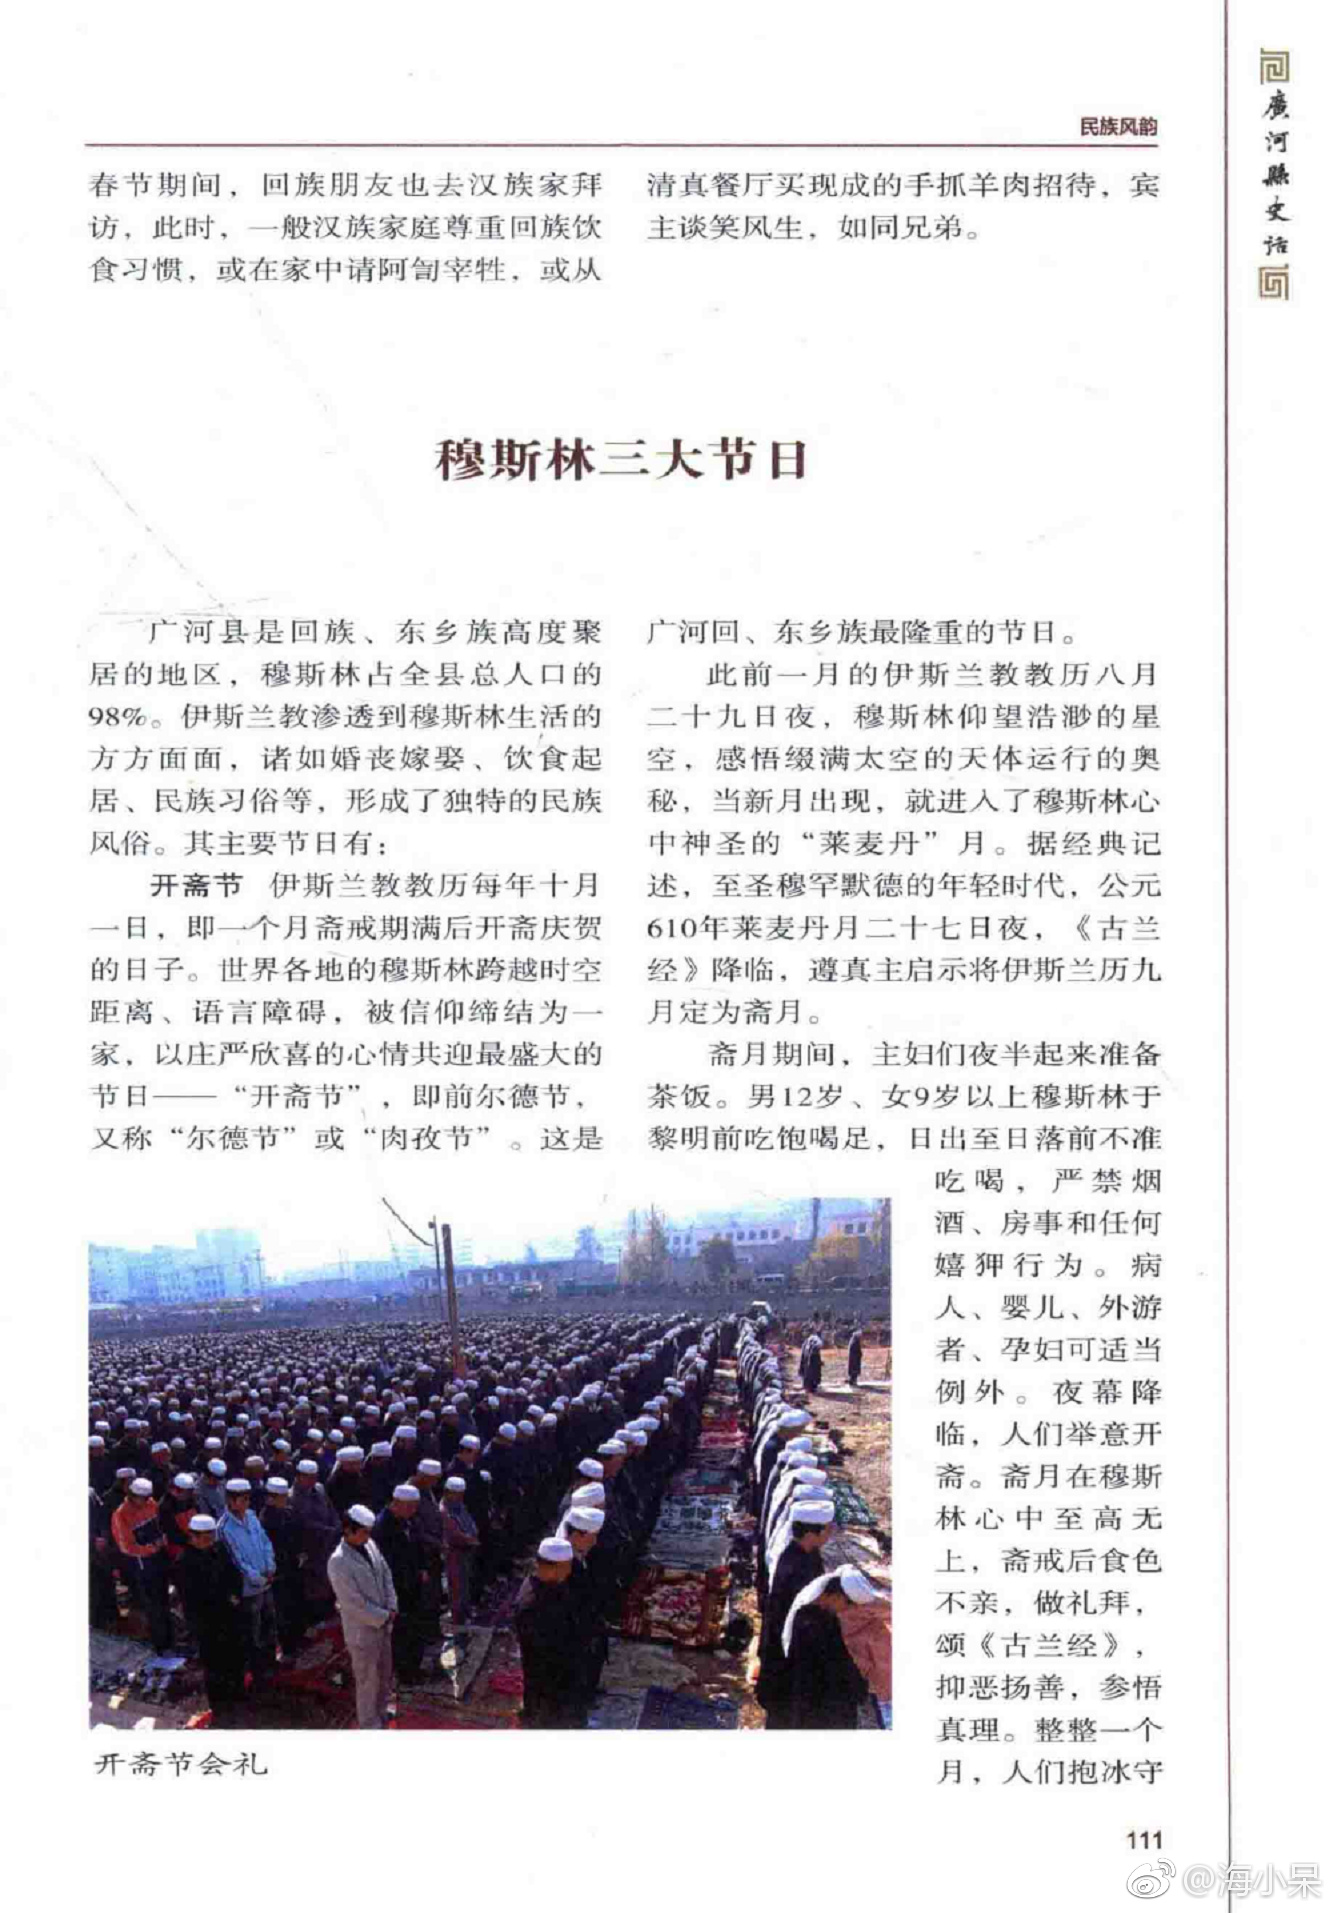 民族风韵
廣河縣史话
春节期间，回族朋友也去汉族家拜
访，此时，一般汉族家庭尊重回族饮
食习惯，或在家中请阿訇宰牲，或从
清真餐厅买现成的手抓羊肉招待，宾
主谈笑风生，如同兄弟。
穆斯林三大节日
广河县是回族、东乡族高度聚
居的地区，穆斯林占全县总人口的
98%。伊斯兰教渗透到穆斯林生活的
方方面面，诸如婚丧嫁娶、饮食起
居、民族习俗等，形成了独特的民族
风俗。其主要节日有：
开斋节 伊斯兰教教历每年十月
一日，即一个月斋戒期满后开斋庆贺
的日子。世界各地的穆斯林跨越时空
距离、语言障碍，被信仰缔结为一
家，以庄严欣喜的心情共迎最盛大的
节日——“开斋节”，即前尔德节，
又称“尔德节”或“肉孜节”。这是
广河回、东乡族最隆重的节日。
此前一月的伊斯兰教教历八月
二十九日夜，穆斯林仰望浩渺的星
空，感悟缀满太空的天体运行的奥
秘，当新月出现，就进入了穆斯林心
中神圣的“莱麦丹”月。据经典记
述，至圣穆罕默德的年轻时代，公元
610年莱麦丹月二十七日夜，《古兰
经》降临，遵真主启示将伊斯兰历九
月定为斋月。
斋月期间，主妇们夜半起来准备
茶饭。男12岁、女9岁以上穆斯林于
黎明前吃饱喝足，日出至日落前不准
吃喝，严禁烟
酒、房事和任何
嬉狎行为。病
人、婴儿、外游
者、孕妇可适当
例外。夜幕降
临，人们举意开
斋。斋月在穆斯
林心中至高无
上，斋戒后食色
不亲，做礼拜，
颂《古兰经》，
抑恶扬善，参悟
真理。整整一个
月，人们抱冰守
开斋节会礼
111
@海小呆